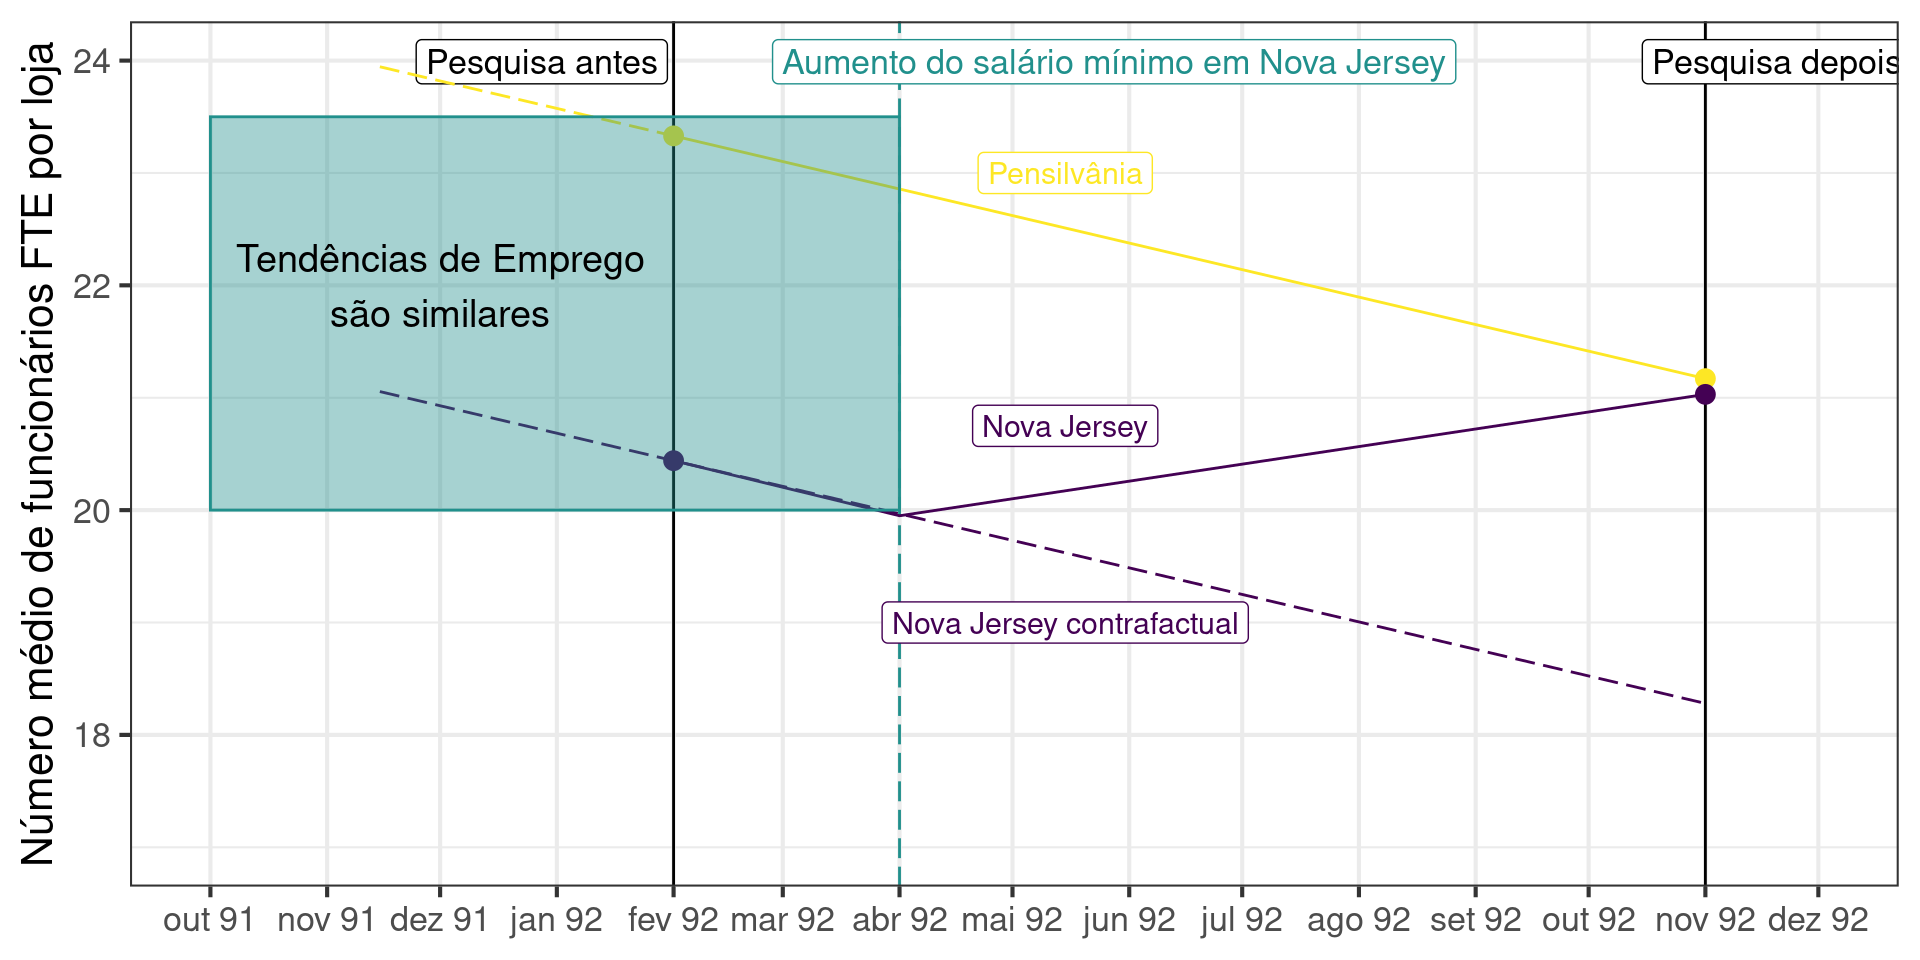 Pesquisa antes
Aumento do salário mínimo em Nova Jersey
Pesquisa depois
Pensilvânia
Tendências de Emprego
são similares
Nova Jersey
Nova Jersey contrafactual
Número médio de funcionários FTE por loja
24
22
20
18
out 91 nov 91 dez 91 jan 92 fev 92 mar 92 abr 92 mai 92 jun 92 jul 92 ago 92 set 92 out 92 nov 92 dez 92